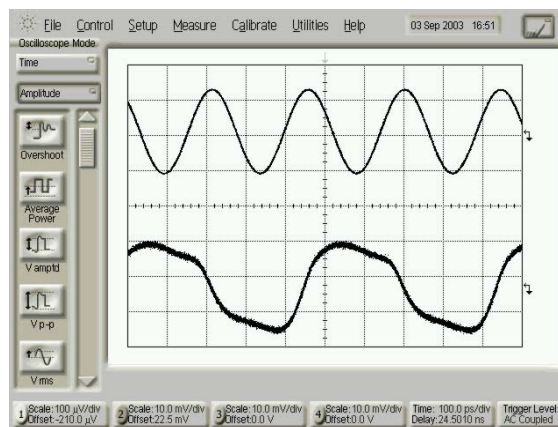 File Control Setup Measure Calibrate Utilities Help 03 Sep 2003 16:51
Oscilloscope Mode
Time
Amplitude
Overshoot
Average
Power
V amptd
V p-p
V rms
1 Scale:100 µV/div
Offset:-210.0 µV
2 Scale:10.0 mV/div
Offset:22.5 mV
3 Scale:10.0 mV/div
Offset:0.0 V
4 Scale:10.0 mV/div
Offset:0.0 V
Time: 100.0 ps/div
Delay:24.5010 ns
Trigger Level
AC Coupled